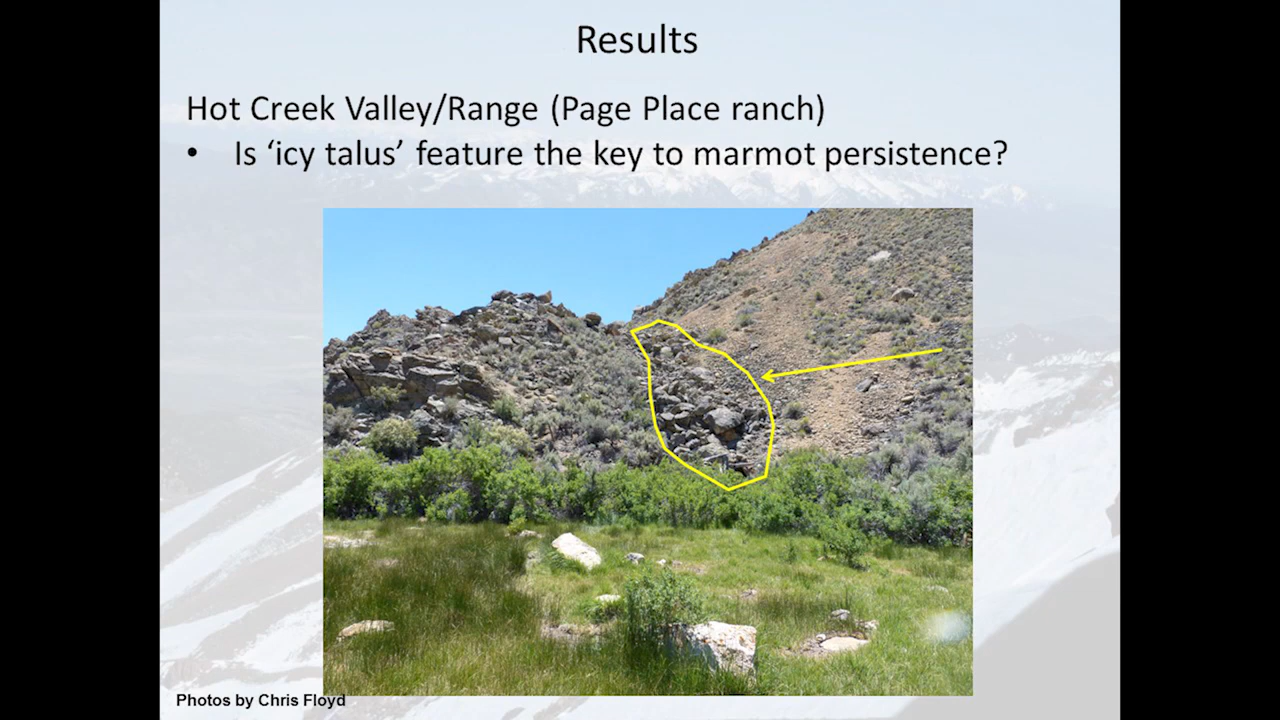 Results
Hot Creek Valley/Range (Page Place ranch)
• Is ‘icy talus’ feature the key to marmot persistence?
Photos by Chris Floyd